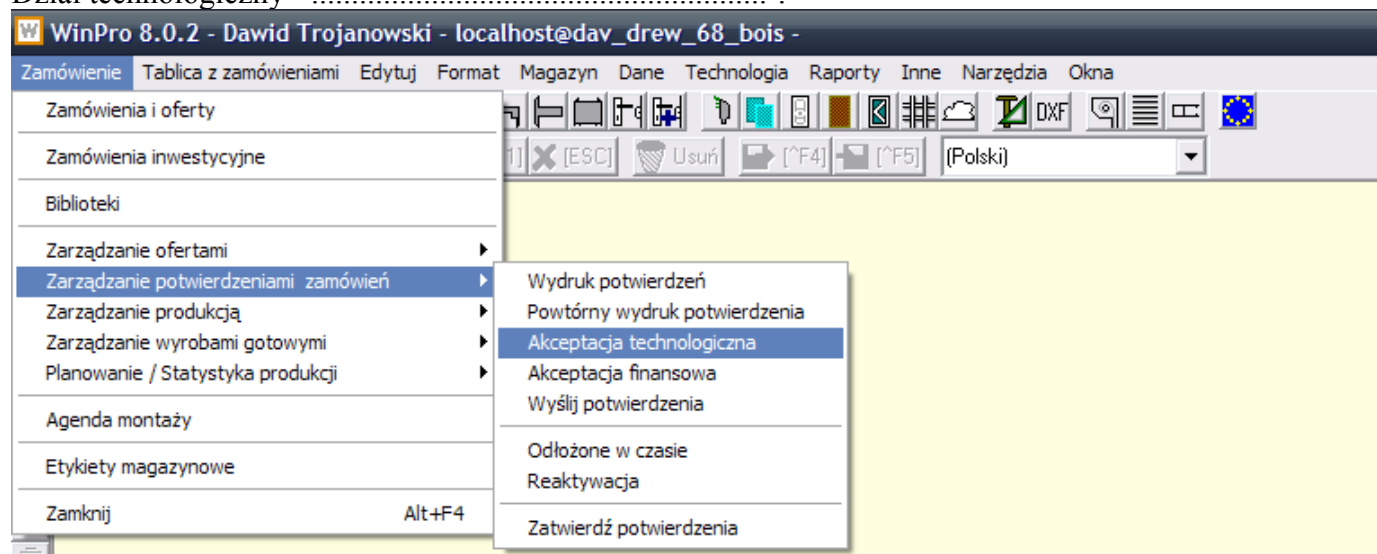 Dział technologiczny - ........................................................ .
WinPro 8.0.2 - Dawid Trojanowski - localhost@dav_drew_68_bois -
Zamówienie Tablica z zamówieniami Edytuj Format Magazyn Dane Technologia Raporty Inne Narzędzia Okna
DXF
1] [ESC] Usuń [^F4] [^F5] (Polski)
Zamówienia i oferty
Zamówienia inwestycyjne
Biblioteki
Zarządzanie ofertami
Zarządzanie potwierdzeniami zamówień
Zarządzanie produkcją
Zarządzanie wyrobami gotowymi
Planowanie / Statystyka produkcji
Agenda montaży
Etykiety magazynowe
Zamknij Alt+F4
Wydruk potwierdzeń
Powtórny wydruk potwierdzenia
Akceptacja technologiczna
Akceptacja finansowa
Wyślij potwierdzenia
Odłożone w czasie
Reaktywacja
Zatwierdź potwierdzenia